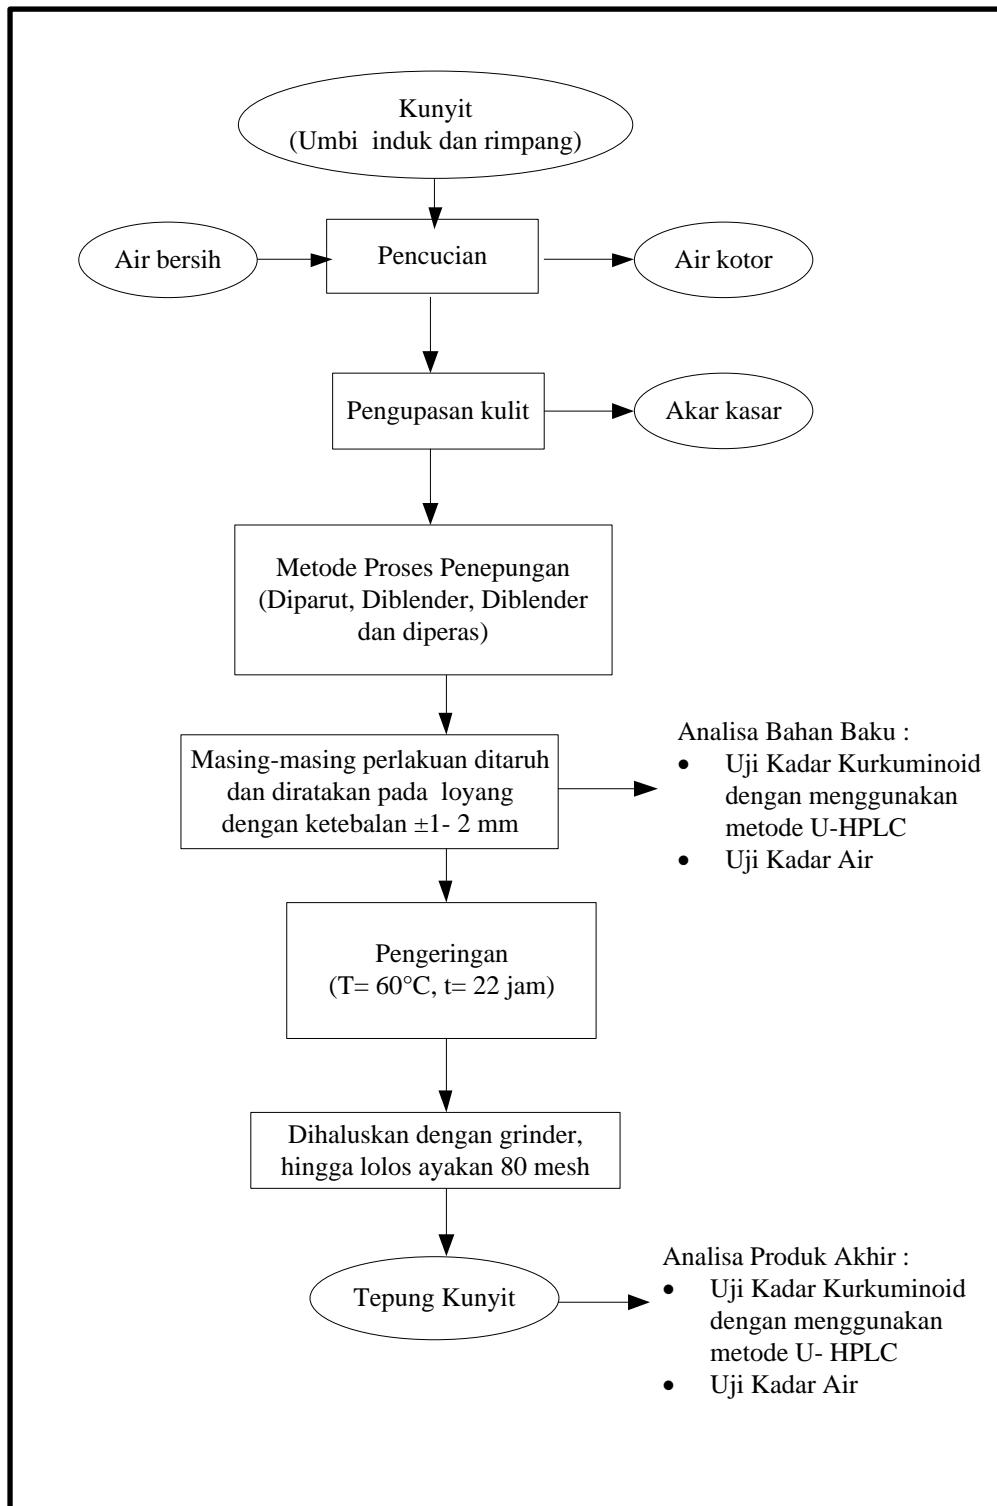 Kunyit
(Umbi induk dan rimpang)
Air bersih
Pencucian
Air kotor
Pengupasan kulit
Akar kasar
Metode Proses Penepungan
(Diparut, Diblender, Diblender
dan diperas)
Masing-masing perlakuan ditaruh
dan diratakan pada loyang
dengan ketebalan ±1- 2 mm
Analisa Bahan Baku :
• Uji Kadar Kurkuminoid
dengan menggunakan
metode U-HPLC
• Uji Kadar Air
Pengeringan
(T= 60°C, t= 22 jam)
Dihaluskan dengan grinder,
hingga lolos ayakan 80 mesh
Tepung Kunyit
Analisa Produk Akhir :
• Uji Kadar Kurkuminoid
dengan menggunakan
metode U- HPLC
• Uji Kadar Air